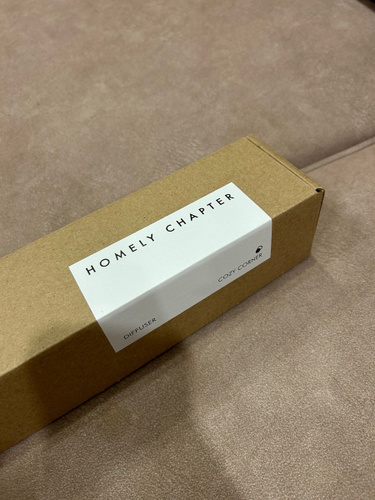 HOMELY CHAPTER
DIFFUSER
COZY CORNER